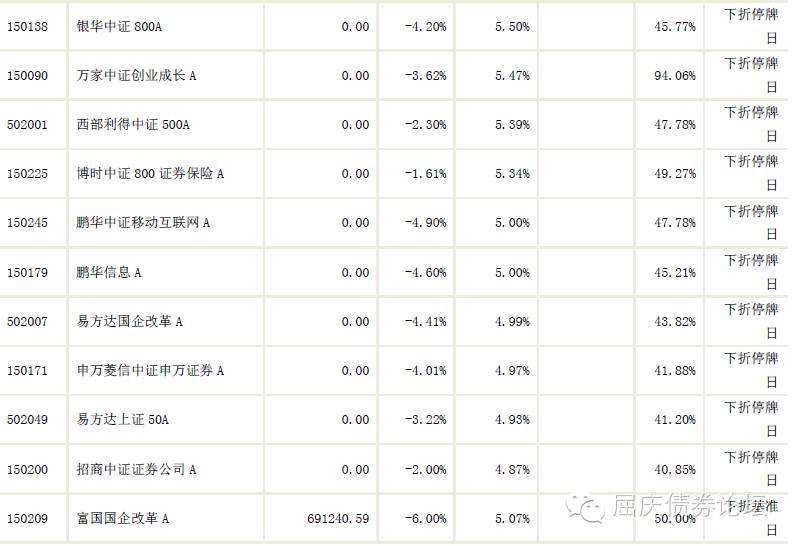 150138 银华中证 800A 0.00 -4.20% 5.50% 45.77% 下折停牌
日
150090 万家中证创业成长 A 0.00 -3.62% 5.47% 94.06% 下折停牌
日
502001 西部利得中证 500A 0.00 -2.30% 5.39% 47.78% 下折停牌
日
150225 博时中证 800 证券保险 A 0.00 -1.61% 5.34% 49.27% 下折停牌
日
150245 鹏华中证移动互联网 A 0.00 -4.90% 5.00% 47.78% 下折停牌
日
150179 鹏华信息 A 0.00 -4.60% 5.00% 45.21% 下折停牌
日
502007 易方达国企改革 A 0.00 -4.41% 4.99% 43.82% 下折停牌
日
150171 申万菱信中证申万证券 A 0.00 -4.01% 4.97% 41.88% 下折停牌
日
502049 易方达上证 50A 0.00 -3.22% 4.93% 41.20% 下折停牌
日
150200 招商中证证券公司 A 0.00 -2.00% 4.87% 40.85% 下折停牌
日
150209 富国国企改革 A 691240.59 -6.00% 5.07% 50.00% 下折基准
日
屈庆债券论坛